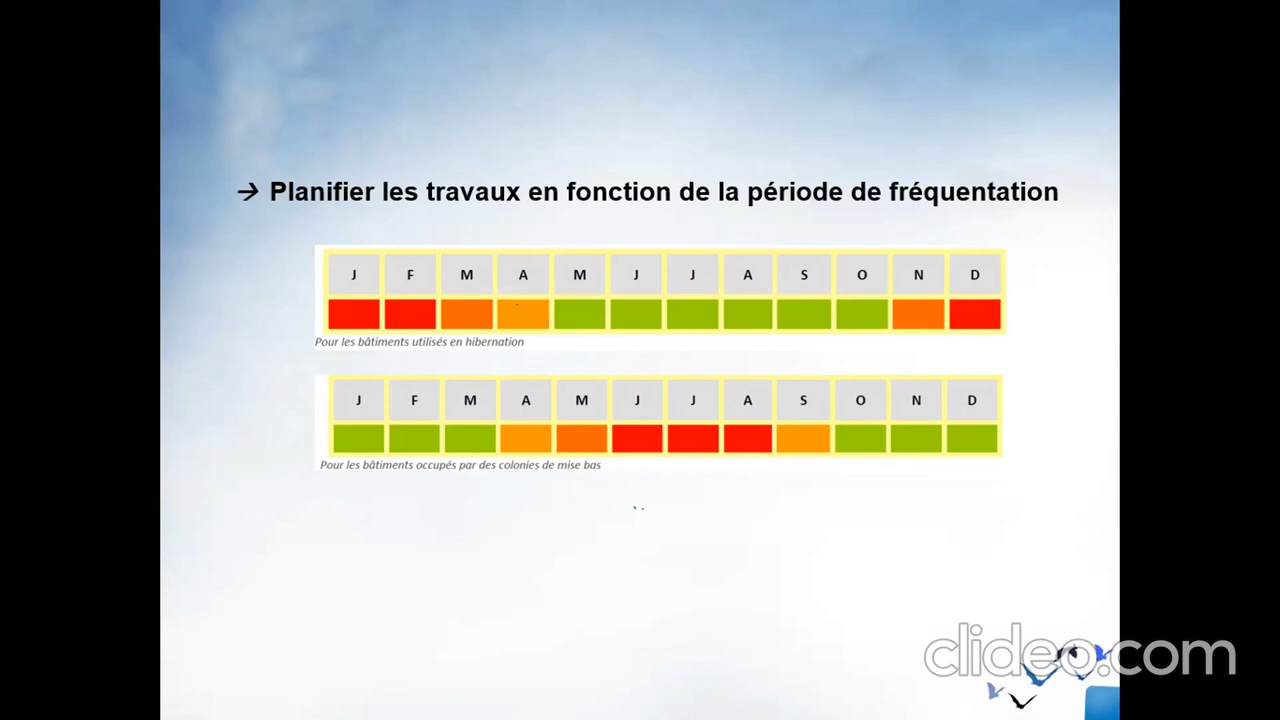 → Planifier les travaux en fonction de la période de fréquentation
J F M A M J J A S O N D
Pour les bâtiments utilisés en hibernation
J F M A M J J A S O N D
Pour les bâtiments occupés par des colonies de mise bas
clideo.com